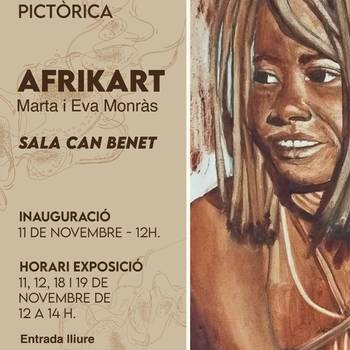 PICTÒRICA
AFRIKART
Marta i Eva Monràs
SALA CAN BENET
INAUGURACIÓ
11 DE NOVEMBRE - 12H.
HORARI EXPOSICIÓ
11, 12, 18 I 19 DE
NOVEMBRE DE
12 A 14 H.
Entrada lliure